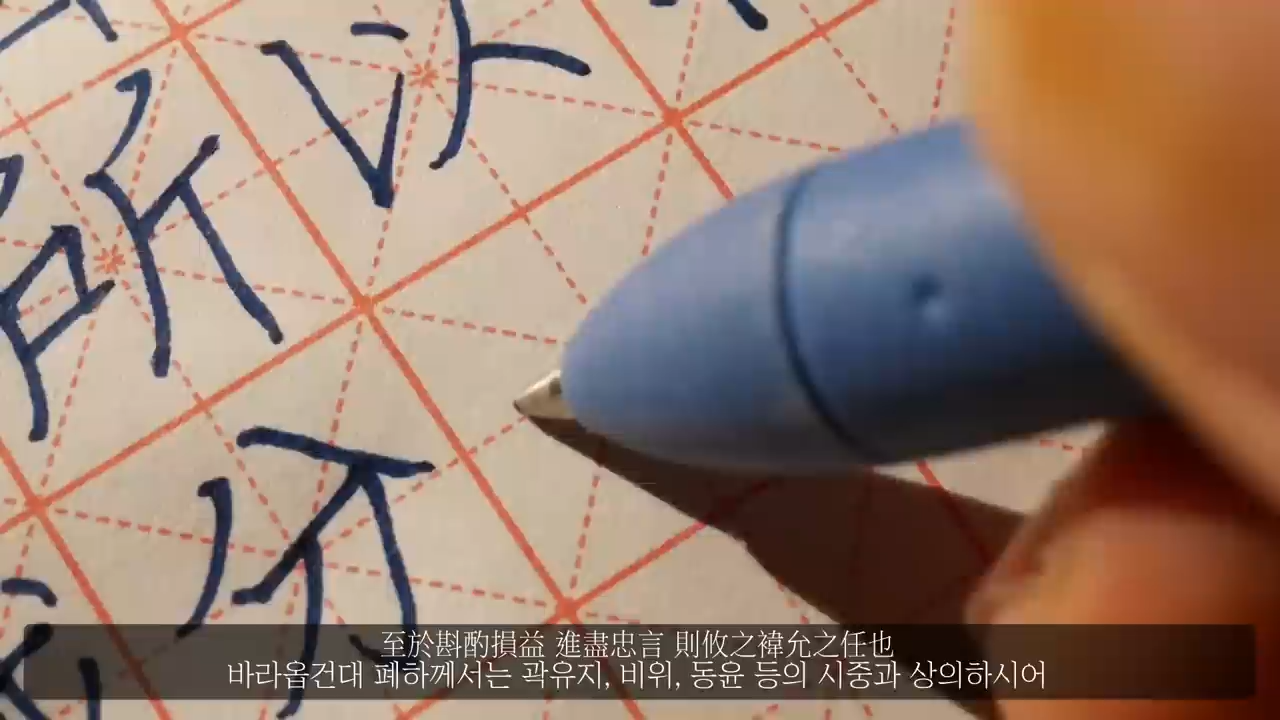 所以
至於斟酌損益 進盡忠言 則攸之禕允之任也
바라옵건대 폐하께서는 곽유지, 비위, 동윤 등의 시중과 상의하시어